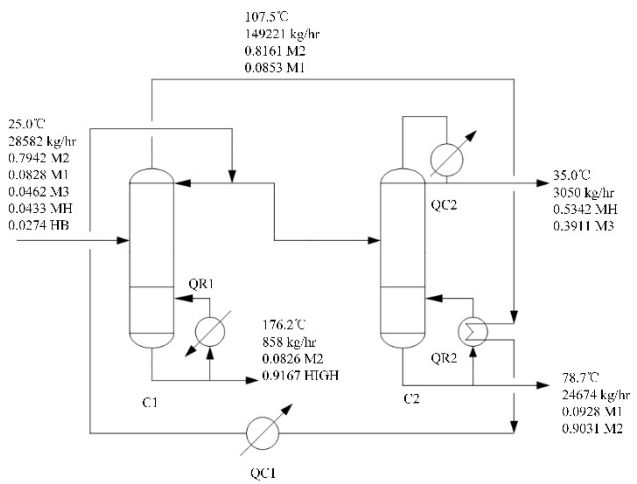 107.5℃
149221 kg/hr
0.8161 M2
0.0853 M1
25.0℃
28582 kg/hr
0.7942 M2
0.0828 M1
0.0462 M3
0.0433 MH
0.0274 HB
QC2
35.0℃
3050 kg/hr
0.5342 MH
0.3911 M3
QR1
176.2℃
858 kg/hr
0.0826 M2
0.9167 HIGH
C1
QR2
C2
78.7℃
24674 kg/hr
0.0928 M1
0.9031 M2
QC1